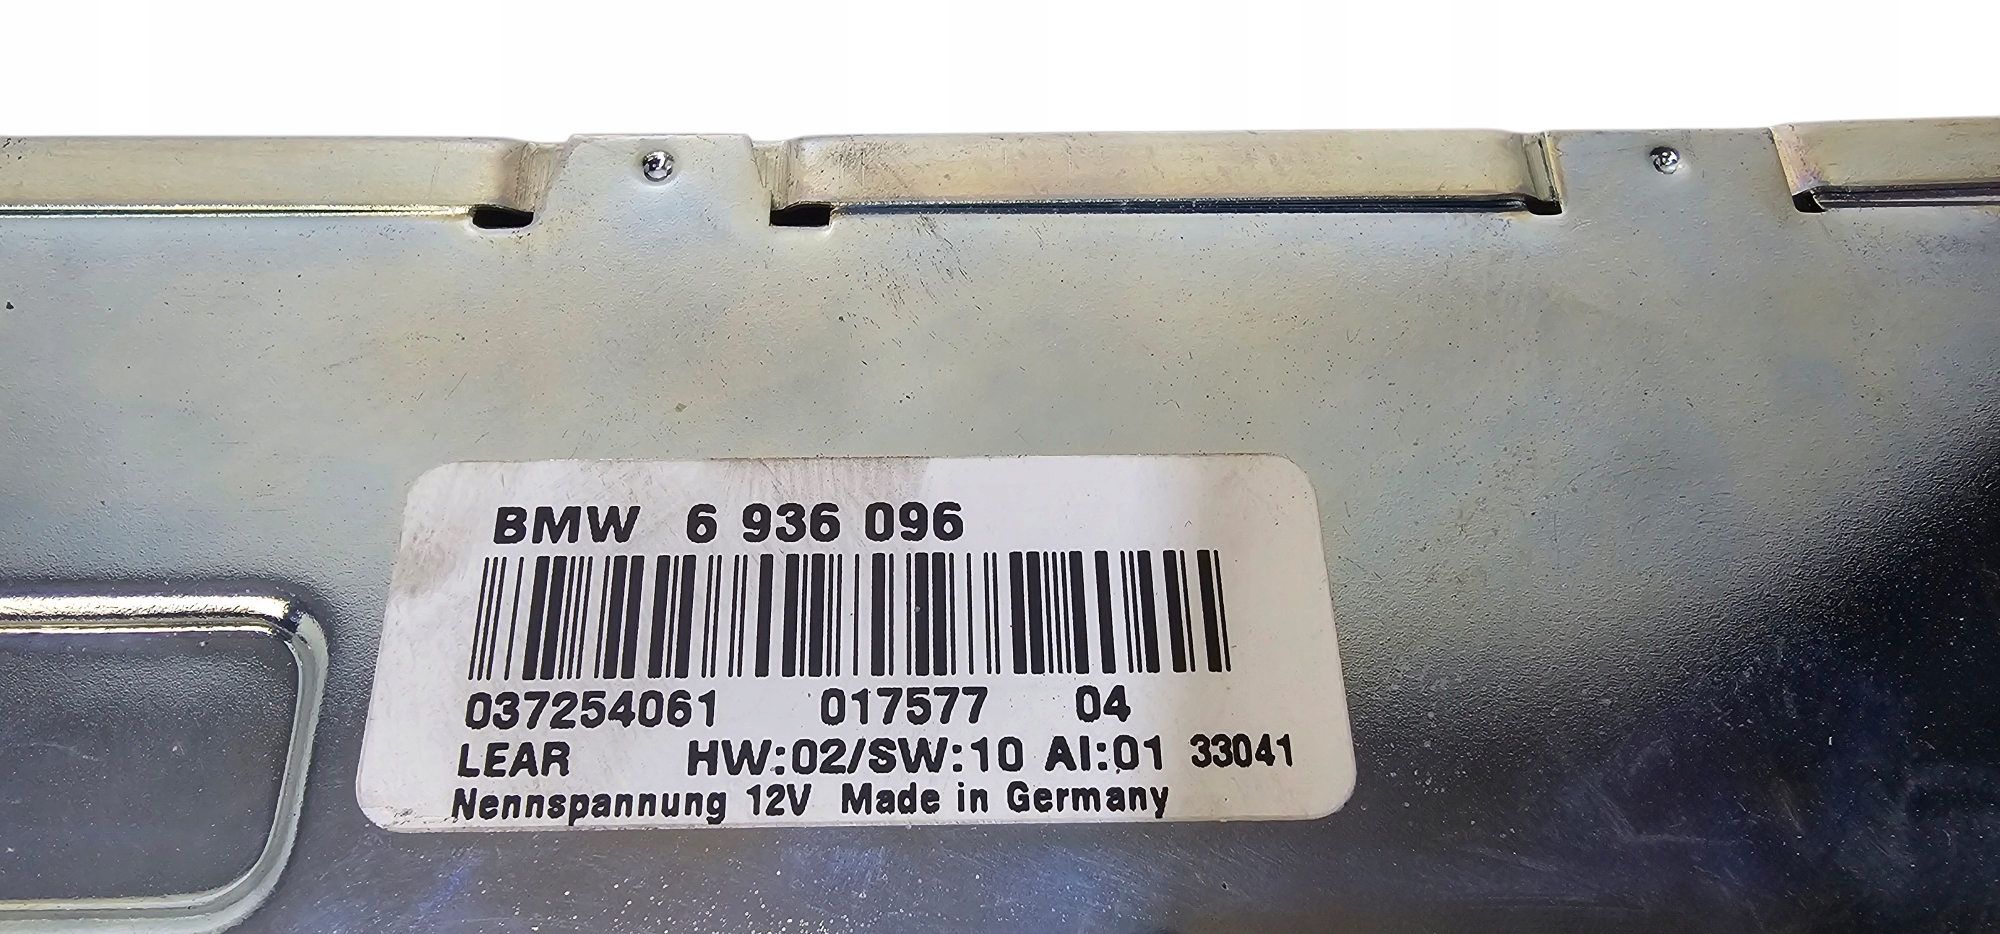 BMW 6 936 096
037254061 017577 04
LEAR HW:02/SW:10 AI:01 33041
Nennspannung 12V Made in Germany